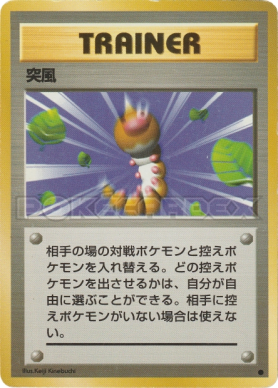 TRAINER
突風
POKEGUARDEX
相手の場の対戦ポケモンと控えポ
ケモンを入れ替える。どの控えポケ
モンを出させるかは、自分が自
由に選ぶことができる。相手に控
えポケモンがいない場合は使えな
い。
Illus.Keiji Kinebuchi